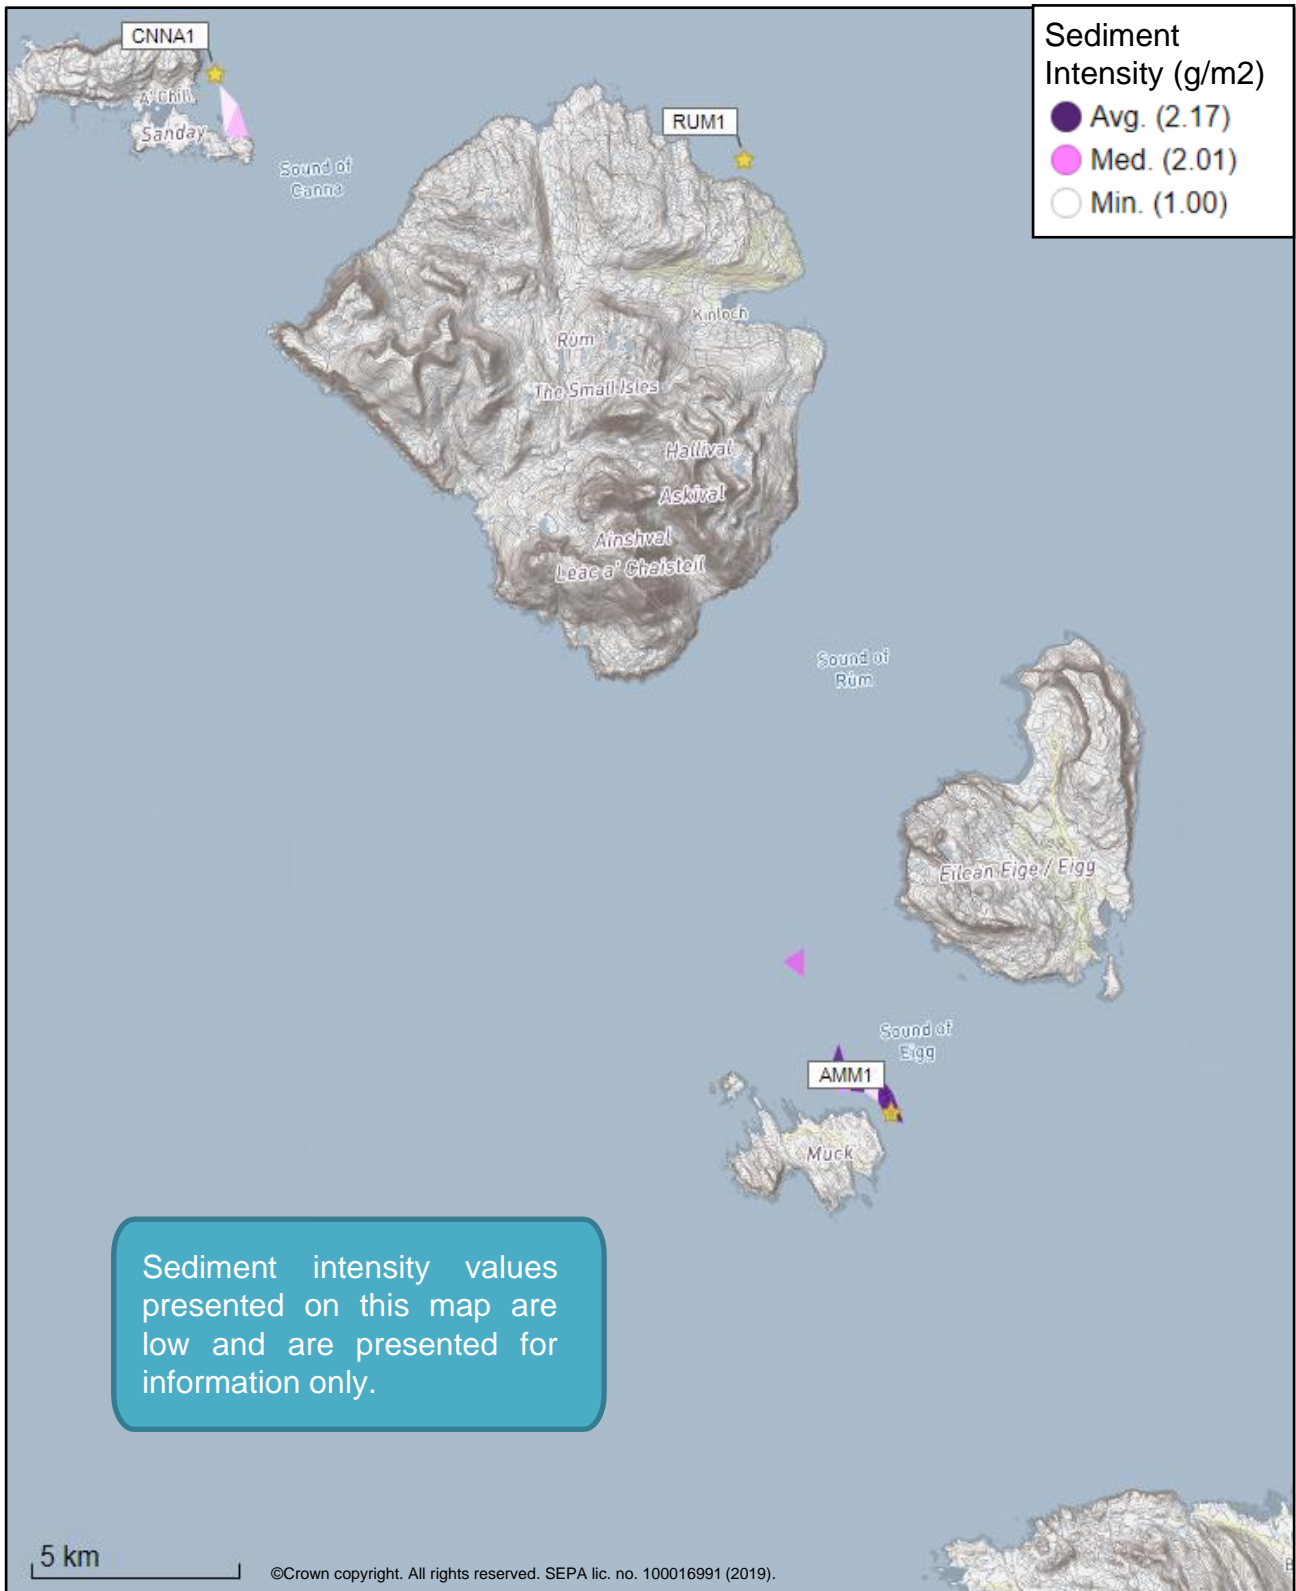 CNNA1
A' Chill
Sanday
Sound of
Canna
RUM1
Sediment
Intensity (g/m2)
Avg. (2.17)
Med. (2.01)
Min. (1.00)
Kinloch
Rùm
The Small Isles
Hallival
Askival
Ainshval
Leac a' Chaisteil
Sound of
Rùm
Eilean Eige / Eigg
Sound of
Eigg
AMM1
Muck
Sediment intensity values
presented on this map are
low and are presented for
information only.
5 km
©Crown copyright. All rights reserved. SEPA lic. no. 100016991 (2019).